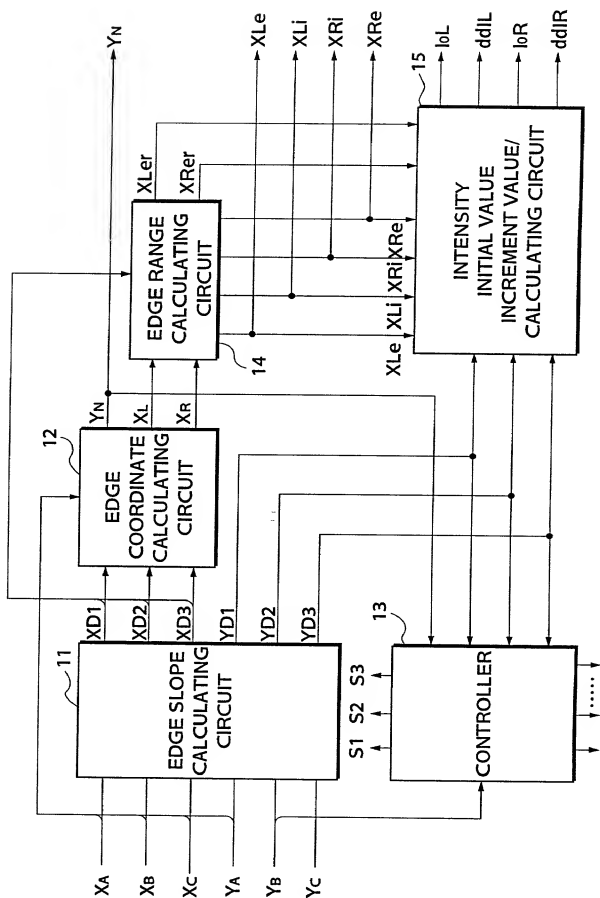 XA
XB
XC
YA
YB
YC
11
EDGE SLOPE
CALCULATING
CIRCUIT
XD1
XD2
XD3
YD1
YD2
YD3
12
EDGE
COORDINATE
CALCULATING
CIRCUIT
YN
XL
XR
13
CONTROLLER
S1
S2
S3
......
14
EDGE RANGE
CALCULATING
CIRCUIT
XLer
XRer
XLe
XLi
XRi
XRe
15
INTENSITY
INITIAL VALUE
INCREMENT VALUE/
CALCULATING CIRCUIT
YN
XLe
XLi
XRi
XRe
IoL
ddIL
IoR
ddIR